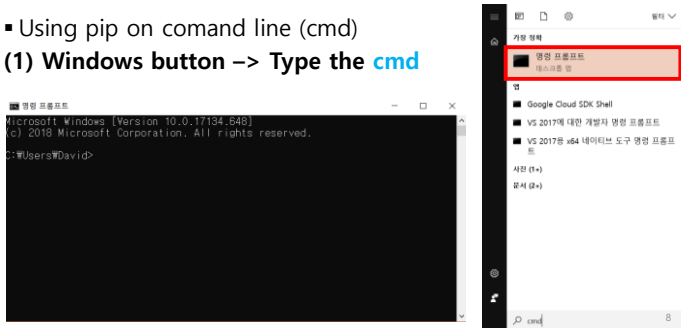 ▪ Using pip on comand line (cmd)
(1) Windows button –> Type the cmd
명령 프롬프트
Microsoft Windows [Version 10.0.17134.648]
(c) 2018 Microsoft Corporation. All rights reserved.
C:₩Users₩David>
필터
가장 정확
명령 프롬프트
데스크톱 앱
앱
Google Cloud SDK Shell
VS 2017에 대한 개발자 명령 프롬프트
VS 2017용 x64 네이티브 도구 명령 프롬프
트
사전 (1+)
문서 (2+)
cmd
8